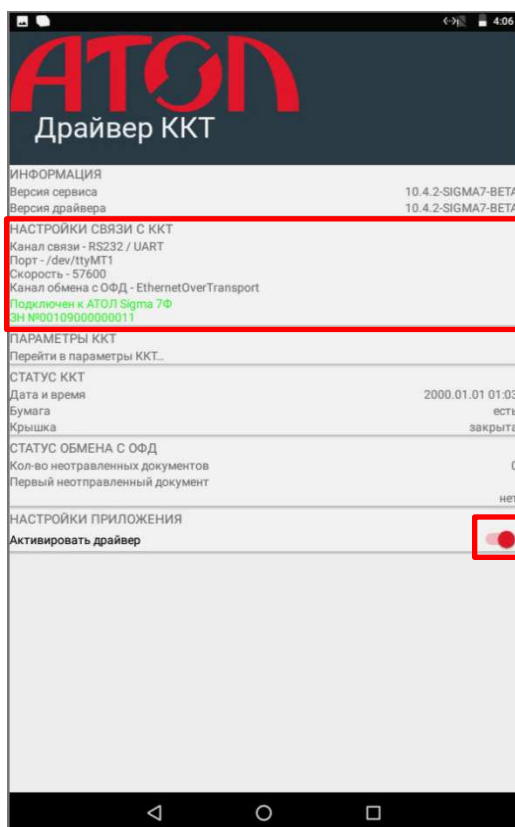 4:06
АТОЛ
Драйвер ККТ
ИНФОРМАЦИЯ
Версия сервиса 10.4.2-SIGMA7-BETA
Версия драйвера 10.4.2-SIGMA7-BETA
НАСТРОЙКИ СВЯЗИ С ККТ
Канал связи - RS232 / UART
Порт - /dev/ttyMT1
Скорость - 57600
Канал обмена с ОФД - EthernetOverTransport
Подключен к АТОЛ Sigma 7Ф
ЗН №00109000000011
ПАРАМЕТРЫ ККТ
Перейти в параметры ККТ...
СТАТУС ККТ
Дата и время 2000.01.01 01:03
Бумага есть
Крышка закрыта
СТАТУС ОБМЕНА С ОФД
Кол-во неотравленных документов 0
Первый неотправленный документ
нет
НАСТРОЙКИ ПРИЛОЖЕНИЯ
Активировать драйвер